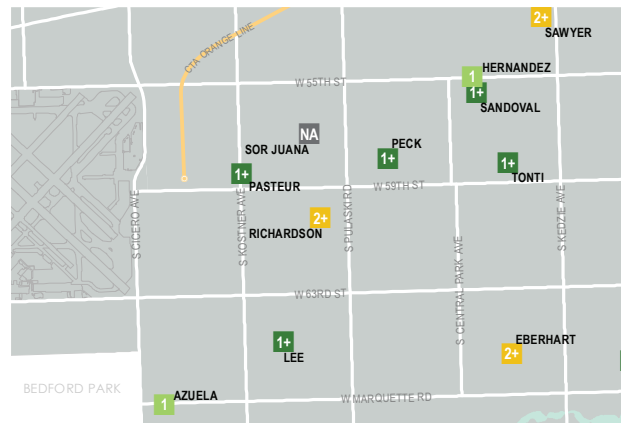 2+
SAWYER
CTA ORANGE LINE
HERNANDEZ
1
W 55TH ST
1+
SANDOVAL
NA
SOR JUANA
PECK
1+
1+
TONTI
1+
PASTEUR
W 59TH ST
S CICERO AVE
S KOSTNER AVE
S PULASKI RD
S CENTRAL PARK AVE
S KEDZIE AVE
2+
RICHARDSON
W 63RD ST
1+
LEE
EBERHART
2+
BEDFORD PARK
AZUELA
1
W MARQUETTE RD